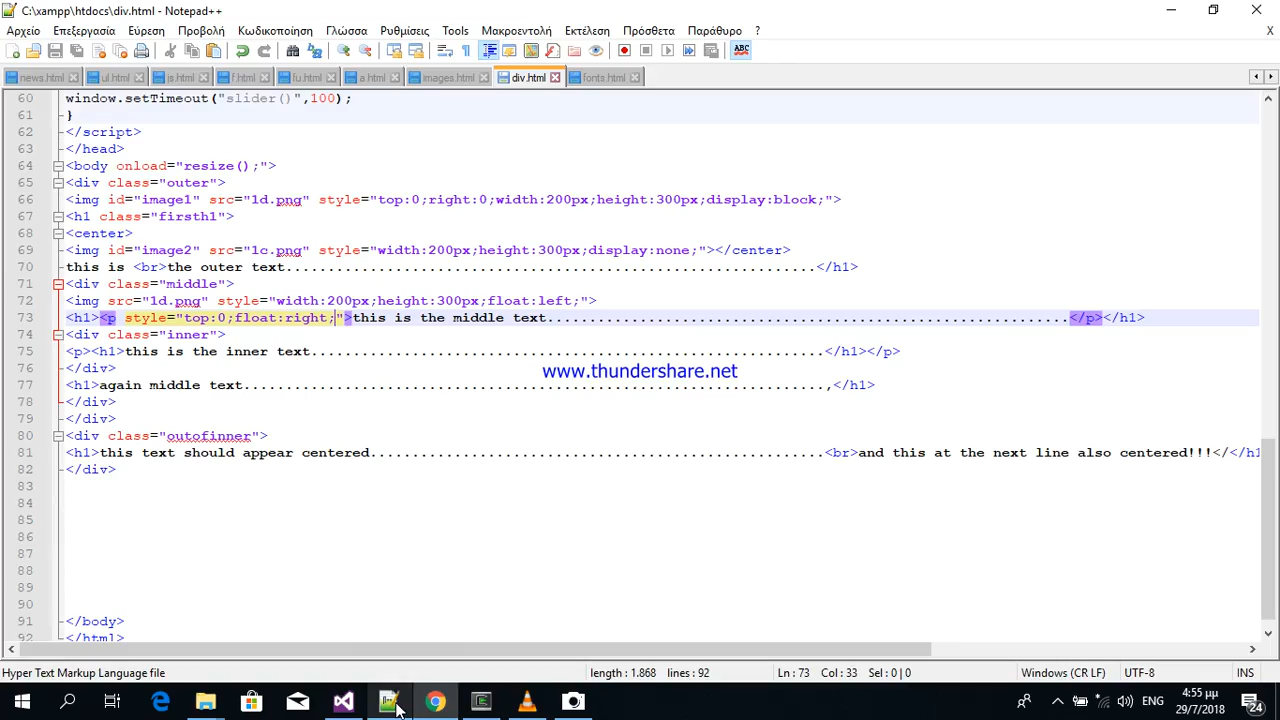 C:\xampp\htdocs\div.html - Notepad++
Αρχείο Επεξεργασία Εύρεση Προβολή Κωδικοποίηση Γλώσσα Ρυθμίσεις Tools Μακροεντολή Εκτέλεση Πρόσθετα Παράθυρο ? X
ABC
news.html ul.html js.html f.html fu.html a.html images.html div.html fonts.html
60 window.setTimeout("slider()",100);
61 }
62 </script>
63 </head>
64 <body onload="resize();">
65 <div class="outer">
66 <img id="image1" src="1d.png" style="top:0;right:0;width:200px;height:300px;display:block;">
67 <h1 class="firsth1">
68 <center>
69 <img id="image2" src="1c.png" style="width:200px;height:300px;display:none;"></center>
70 this is <br>the outer text...............................................................</h1>
71 <div class="middle">
72 <img src="1d.png" style="width:200px;height:300px;float:left;">
73 <h1><p style="top:0;float:right;">this is the middle text..............................................................</p></h1>
74 <div class="inner">
75 <p><h1>this is the inner text.............................................................</h1></p>
76 </div>
www.thundershare.net
77 <h1>again middle text.....................................................................,</h1>
78 </div>
79 </div>
80 <div class="outofinner">
81 <h1>this text should appear centered......................................................<br>and this at the next line also centered!!!</</h1
82 </div>
83
84
85
86
87
88
89
90
91 </body>
92 </html>
Hyper Text Markup Language file length : 1.868 lines : 92 Ln : 73 Col : 33 Sel : 0 | 0 Windows (CR LF) UTF-8 INS
ENG 4:55 μμ
29/7/2018 24